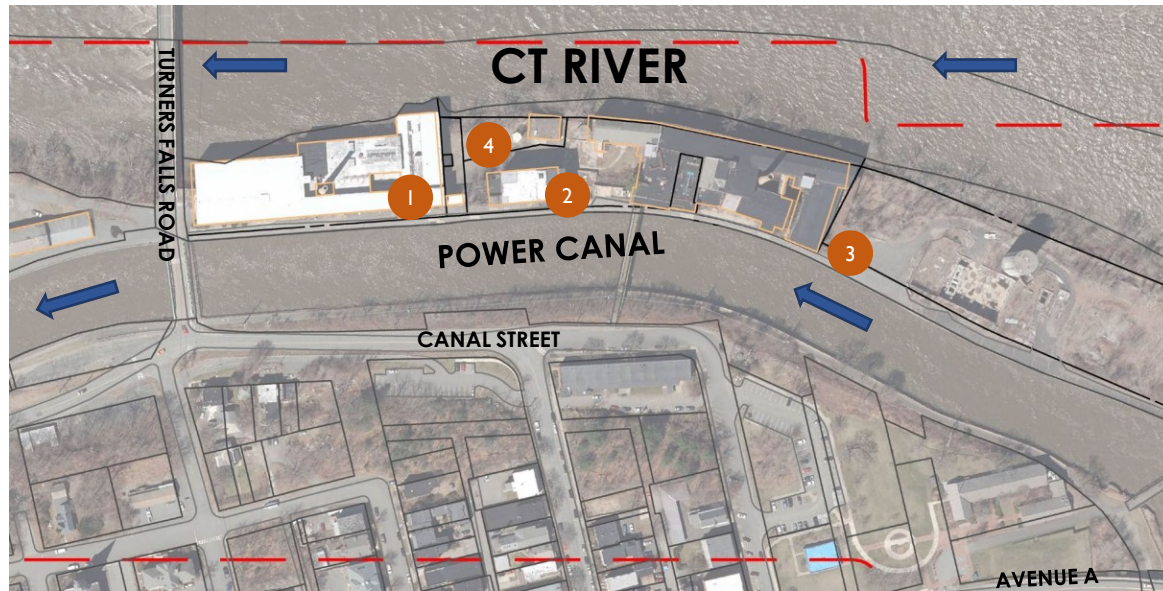 CT RIVER
TURNERS FALLS ROAD
4
1
2
POWER CANAL
3
CANAL STREET
AVENUE A